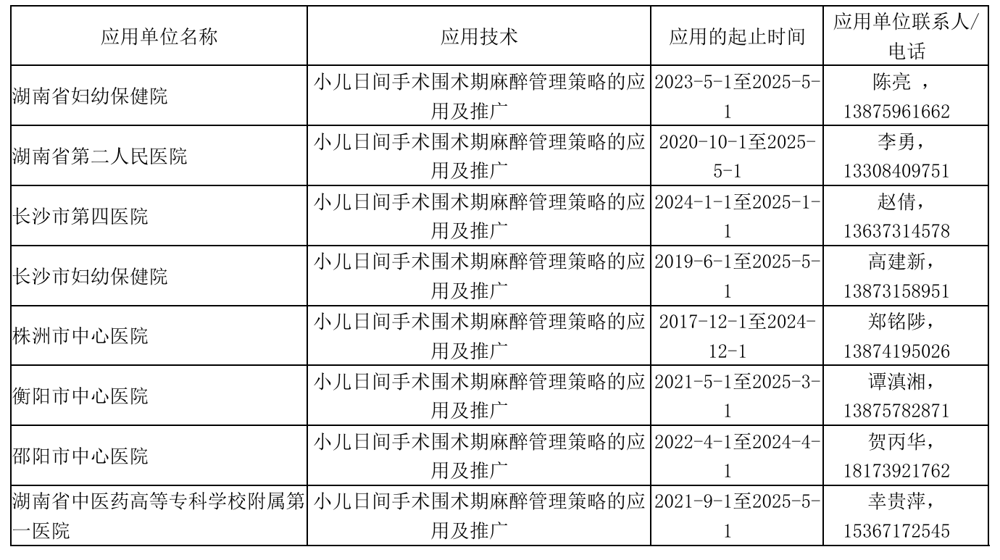 应用单位名称
应用技术
应用的起止时间
应用单位联系人/
电话
湖南省妇幼保健院
小儿日间手术围术期麻醉管理策略的应
用及推广
2023-5-1至2025-5-
1
陈亮 ，
13875961662
湖南省第二人民医院
小儿日间手术围术期麻醉管理策略的应
用及推广
2020-10-1至2025-
5-1
李勇，
13308409751
长沙市第四医院
小儿日间手术围术期麻醉管理策略的应
用及推广
2024-1-1至2025-1-
1
赵倩，
13637314578
长沙市妇幼保健院
小儿日间手术围术期麻醉管理策略的应
用及推广
2019-6-1至2025-5-
1
高建新，
13873158951
株洲市中心医院
小儿日间手术围术期麻醉管理策略的应
用及推广
2017-12-1至2024-
12-1
郑铭陟，
13874195026
衡阳市中心医院
小儿日间手术围术期麻醉管理策略的应
用及推广
2021-5-1至2025-3-
1
谭滇湘，
13875782871
邵阳市中心医院
小儿日间手术围术期麻醉管理策略的应
用及推广
2022-4-1至2024-4-
1
贺丙华，
18173921762
湖南省中医药高等专科学校附属第
一医院
小儿日间手术围术期麻醉管理策略的应
用及推广
2021-9-1至2025-5-
1
幸贵萍，
15367172545